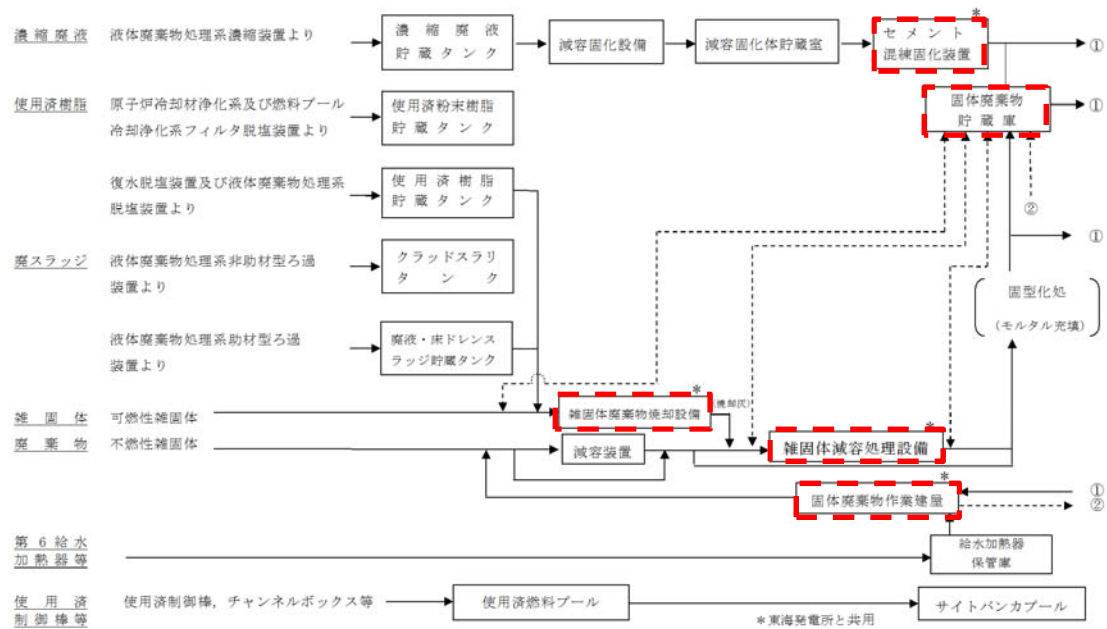 濃縮廃液 液体廃棄物処理系濃縮装置より
濃縮廃液
貯蔵タンク
減容固化設備
減容固化体貯蔵室
*
セメント
混練固化装置
①
使用済樹脂 原子炉冷却材浄化系及び燃料プール
冷却浄化系フィルタ脱塩装置より
使用済粉末樹脂
貯蔵タンク
固体廃棄物
貯蔵庫
①
復水脱塩装置及び液体廃棄物処理系
脱塩装置より
使用済樹脂
貯蔵タンク
②
①
廃スラッジ 液体廃棄物処理系非助材型ろ過
装置より
クラッドスラリ
タンク
固型化処
(モルタル充填)
液体廃棄物処理系助材型ろ過
装置より
廃液・床ドレンス
ラッジ貯蔵タンク
雑固体 可燃性雑固体
廃棄物 不燃性雑固体
*
雑固体廃棄物焼却設備
(焼却灰)
減容装置
*
雑固体減容処理設備
*
固体廃棄物作業建屋
①
②
第6給水
加熱器等
給水加熱器
保管庫
使用済
制御棒等
使用済制御棒，チャンネルボックス等
使用済燃料プール
サイトバンカプール
*東海発電所と共用